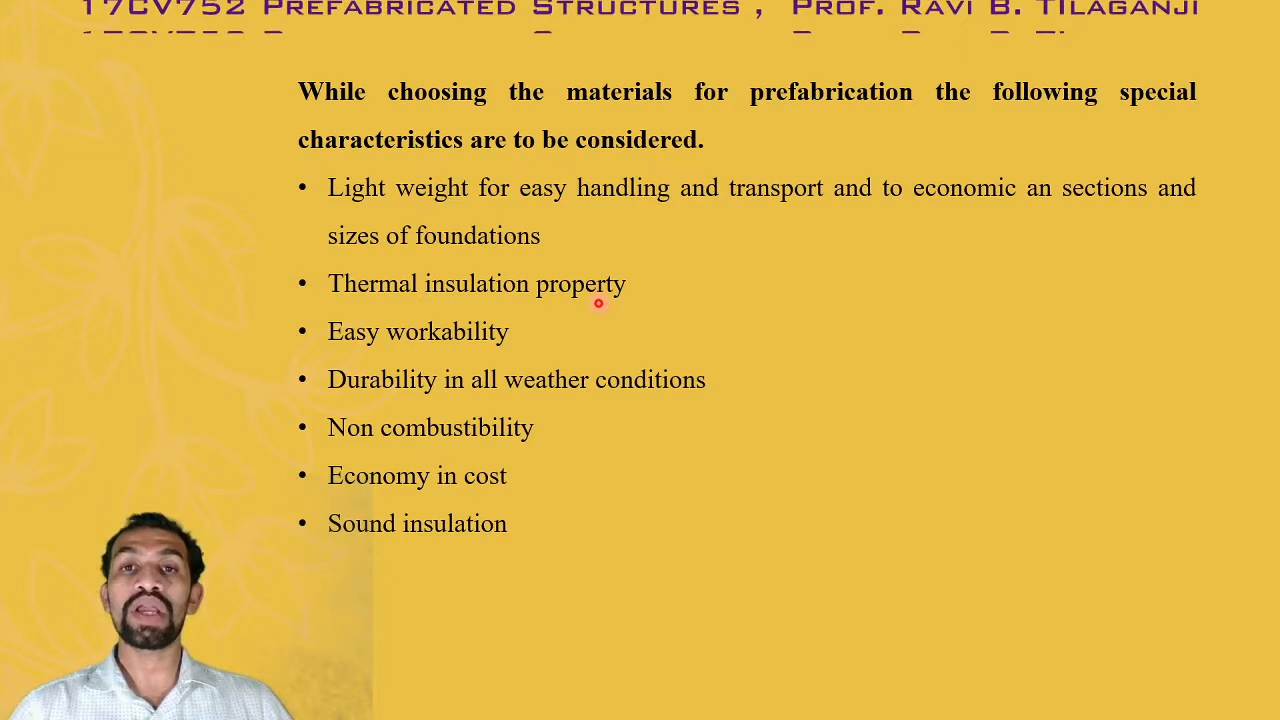 17CV752 Prefabricated Structures , Prof. Ravi B. TIlaganji
While choosing the materials for prefabrication the following special
characteristics are to be considered.
• Light weight for easy handling and transport and to economic an sections and
sizes of foundations
• Thermal insulation property
• Easy workability
• Durability in all weather conditions
• Non combustibility
• Economy in cost
• Sound insulation